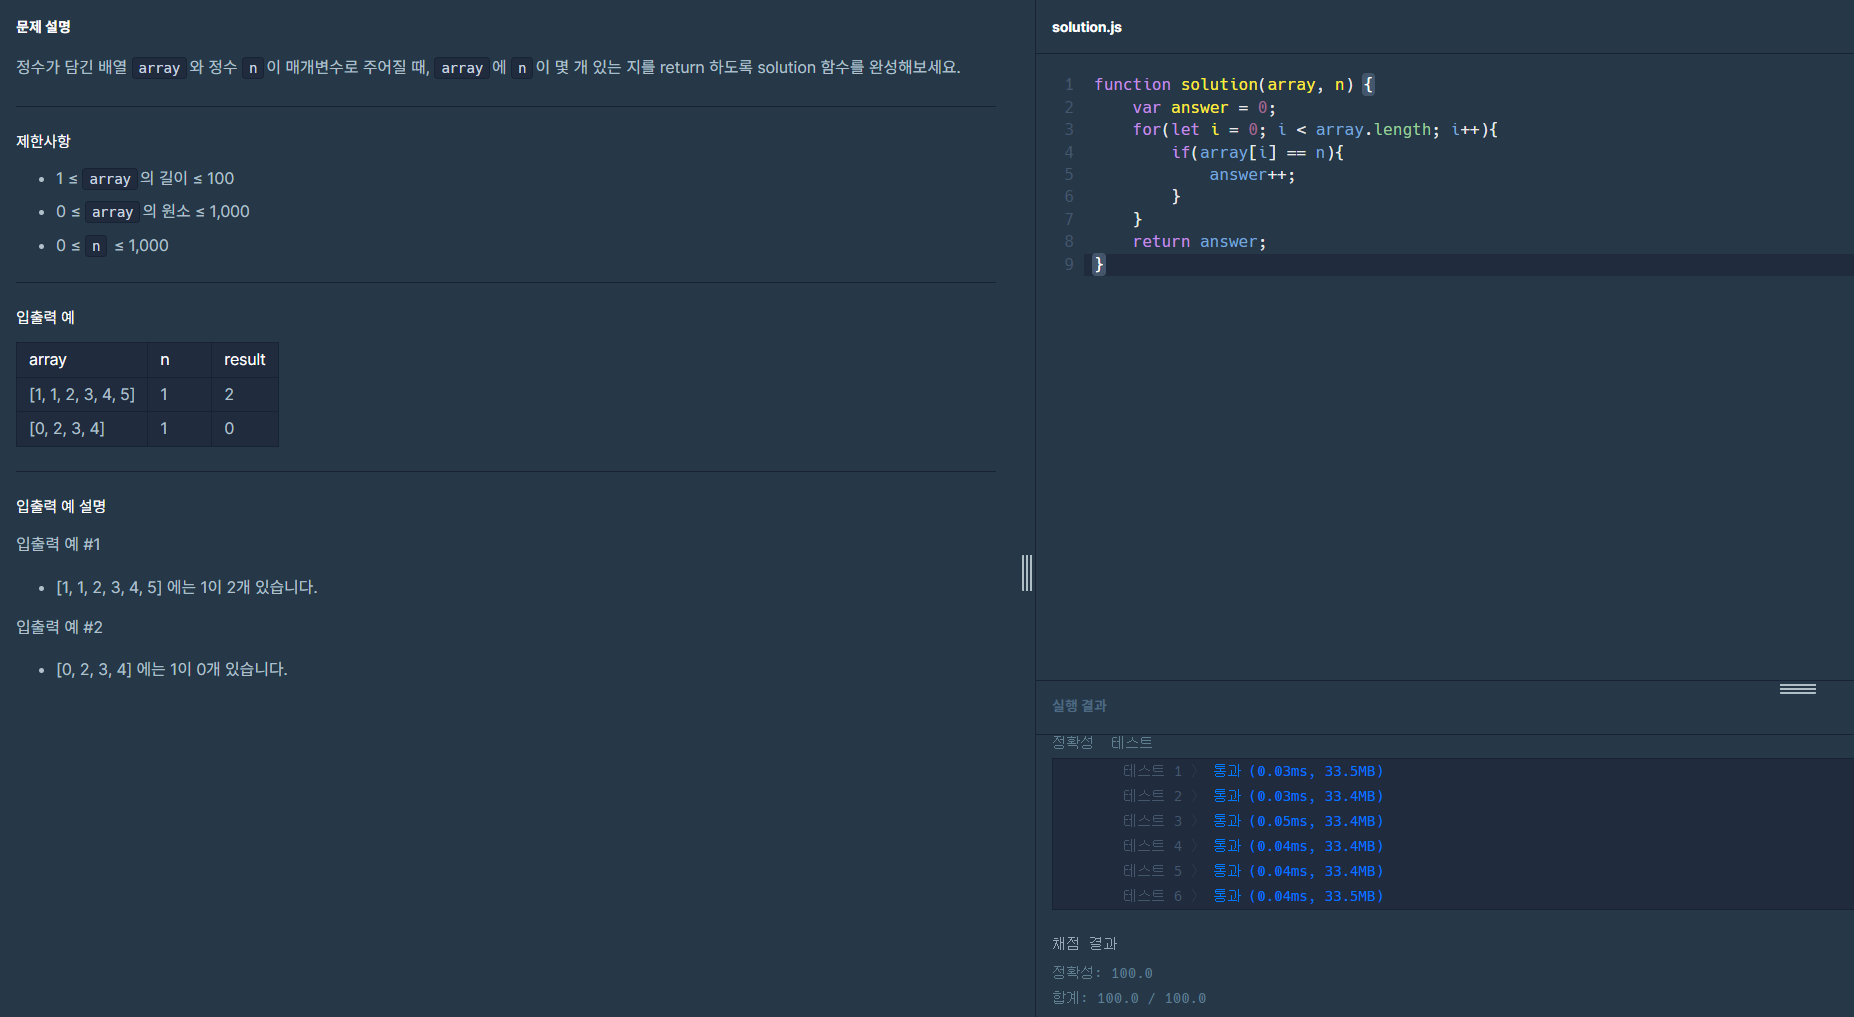 문제 설명
정수가 담긴 배열 array 와 정수 n 이 매개변수로 주어질 때, array 에 n 이 몇 개 있는 지를 return 하도록 solution 함수를 완성해보세요.
제한사항
• 1 ≤ array 의 길이 ≤ 100
• 0 ≤ array 의 원소 ≤ 1,000
• 0 ≤ n ≤ 1,000
입출력 예
array n result
[1, 1, 2, 3, 4, 5] 1 2
[0, 2, 3, 4] 1 0
입출력 예 설명
입출력 예 #1
• [1, 1, 2, 3, 4, 5] 에는 1이 2개 있습니다.
입출력 예 #2
• [0, 2, 3, 4] 에는 1이 0개 있습니다.
solution.js
1 function solution(array, n) {
2 var answer = 0;
3 for(let i = 0; i < array.length; i++){
4 if(array[i] == n){
5 answer++;
6 }
7 }
8 return answer;
9 }
실행 결과
정확성 테스트
테스트 1 〉 통과 (0.03ms, 33.5MB)
테스트 2 〉 통과 (0.03ms, 33.4MB)
테스트 3 〉 통과 (0.05ms, 33.4MB)
테스트 4 〉 통과 (0.04ms, 33.4MB)
테스트 5 〉 통과 (0.04ms, 33.4MB)
테스트 6 〉 통과 (0.04ms, 33.5MB)
채점 결과
정확성: 100.0
합계: 100.0 / 100.0